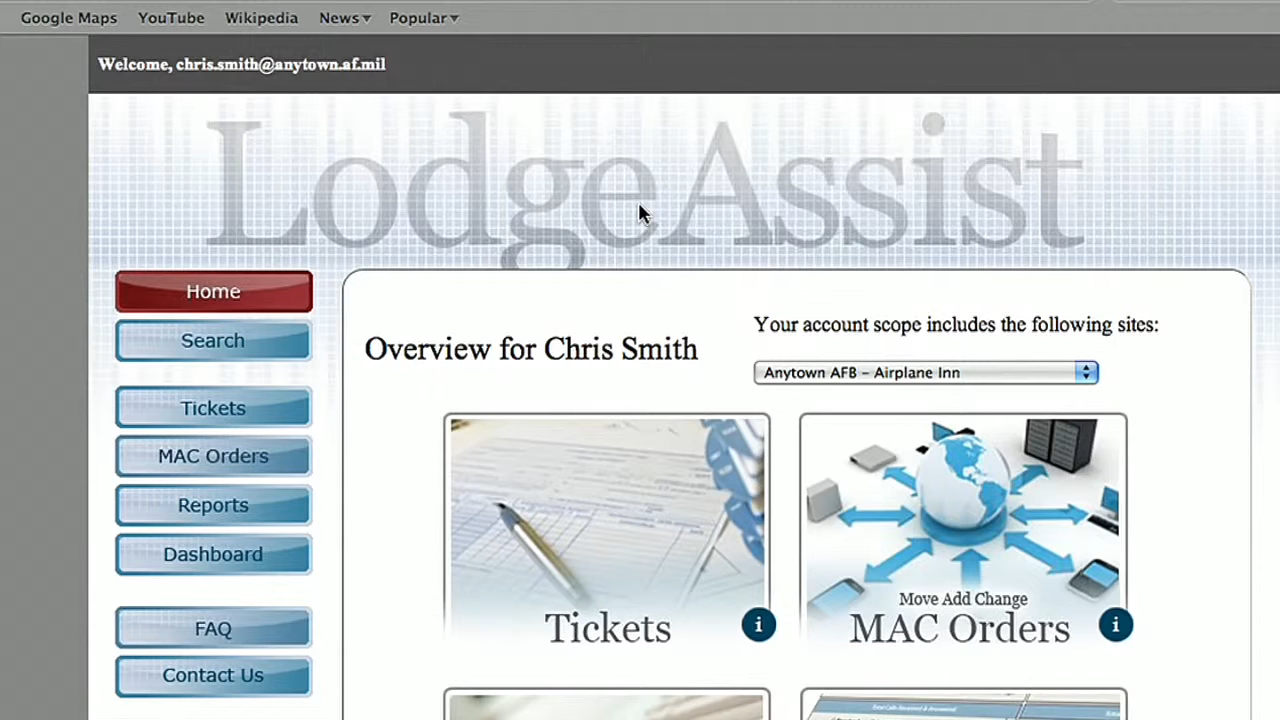 Google Maps YouTube Wikipedia News Popular
Welcome, chris.smith@anytown.af.mil
LodgeAssist
Home
Search
Tickets
MAC Orders
Reports
Dashboard
FAQ
Contact Us
Overview for Chris Smith
Your account scope includes the following sites:
Anytown AFB – Airplane Inn
Tickets
i
Move Add Change
MAC Orders
i